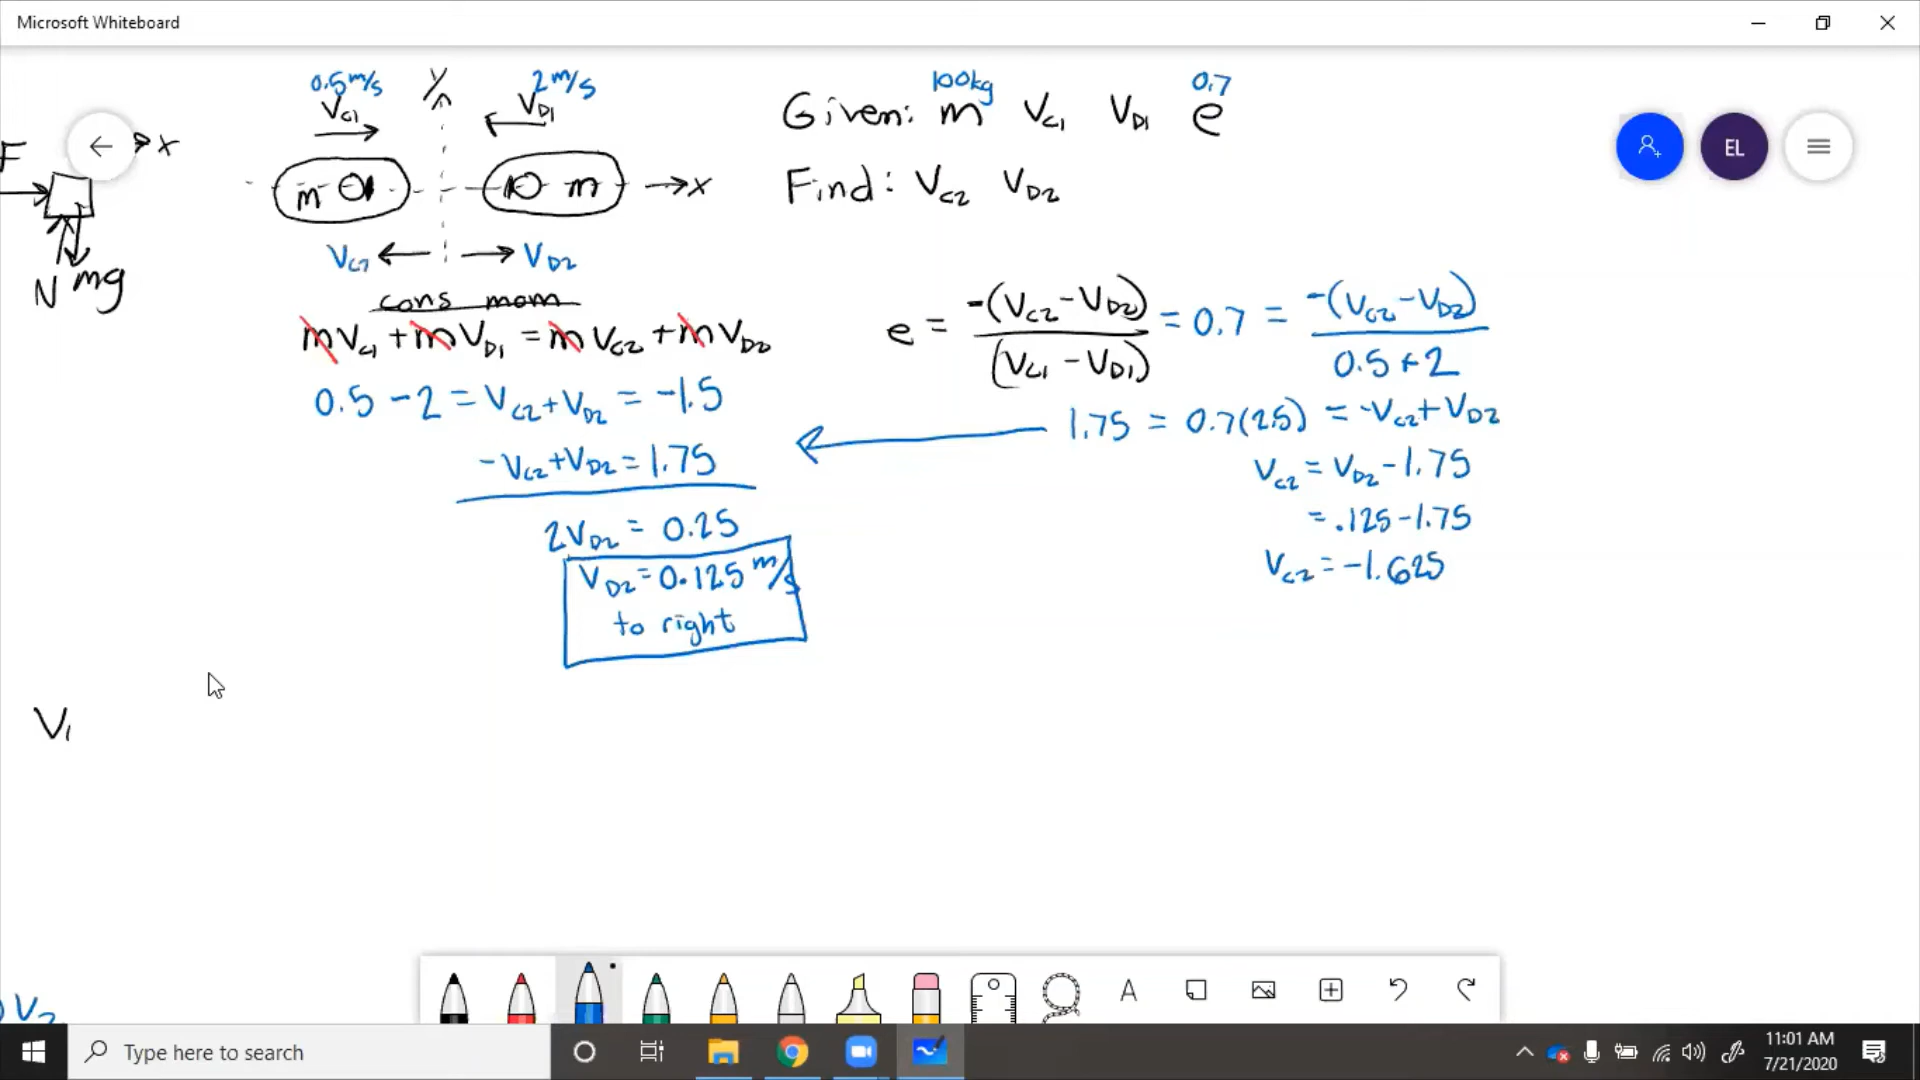 Microsoft Whiteboard
0.5 m/s
V_C1
y/n
2 m/s
V_D1
F
x
N mg
m
m
x
V_C2
V_D2
cons mom
mV_C1 + mV_D1 = mV_C2 + mV_D2
0.5 - 2 = V_C2 + V_D2 = -1.5
-V_C2 + V_D2 = 1.75
2V_D2 = 0.25
V_D2 = 0.125 m/s
to right
100kg
0.7
Given: m V_C1 V_D1 e
Find: V_C2 V_D2
e = -(V_C2 - V_D2) / (V_C1 - V_D1) = 0.7 = -(V_C2 - V_D2) / 0.5 + 2
1.75 = 0.7(2.5) = -V_C2 + V_D2
V_C2 = V_D2 - 1.75
= .125 - 1.75
V_C2 = -1.625
EL
V_1
V_2
A
Type here to search
11:01 AM
7/21/2020